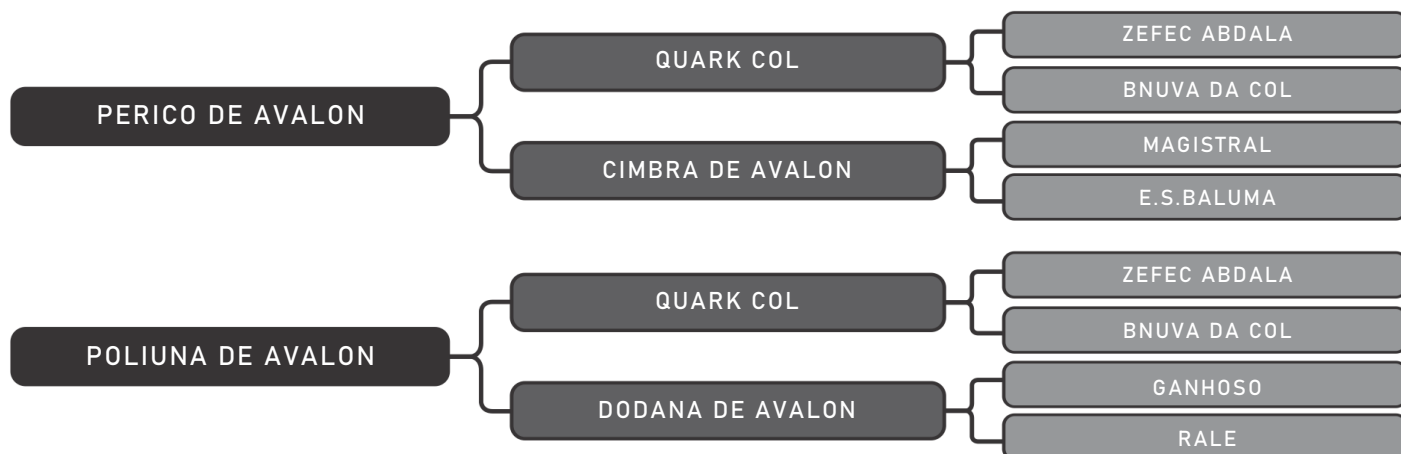 PERICO DE AVALON
QUARK COL
ZEFEC ABDALA
BNUVA DA COL
CIMBRA DE AVALON
MAGISTRAL
E.S.BALUMA
POLIUNA DE AVALON
QUARK COL
ZEFEC ABDALA
BNUVA DA COL
DODANA DE AVALON
GANHOSO
RALE